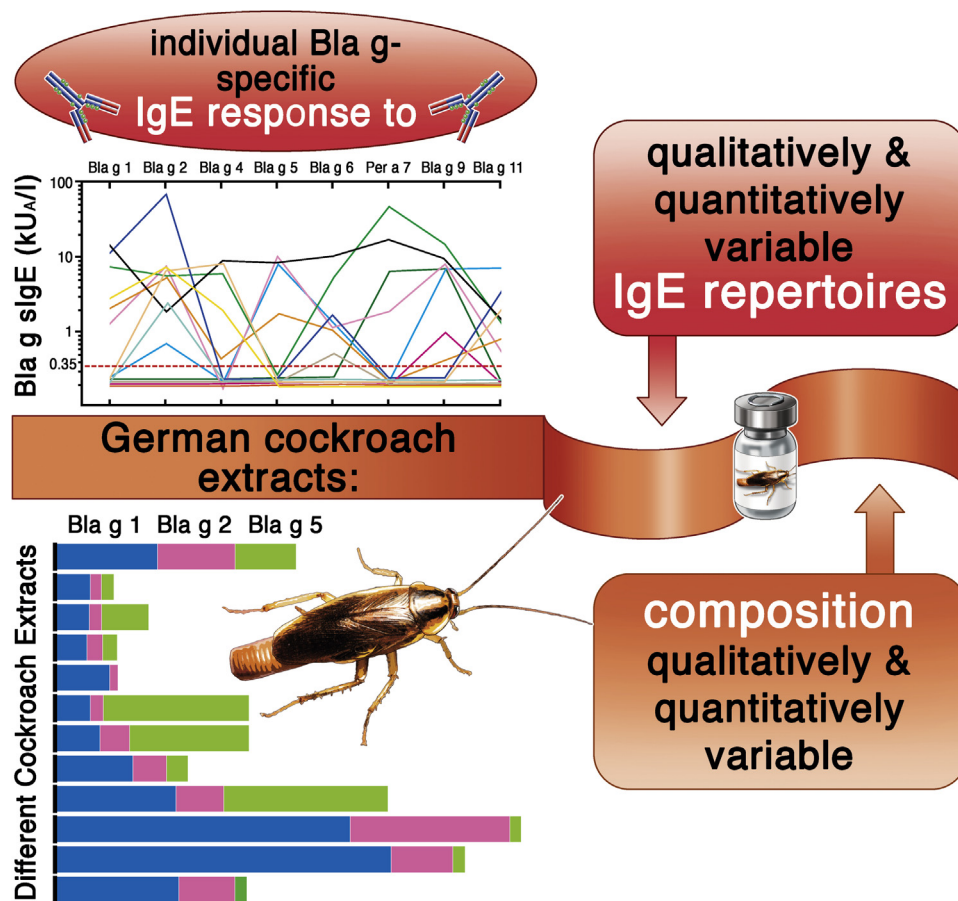 individual Bla g-
specific
IgE response to
Bla g 1 Bla g 2 Bla g 4 Bla g 5 Bla g 6 Per a 7 Bla g 9 Bla g 11
Bla g sIgE (kUA/l)
100
10
1
0.35
qualitatively &
quantitatively
variable
IgE repertoires
German cockroach
extracts:
Bla g 1 Bla g 2 Bla g 5
Different Cockroach Extracts
composition
qualitatively &
quantitatively
variable